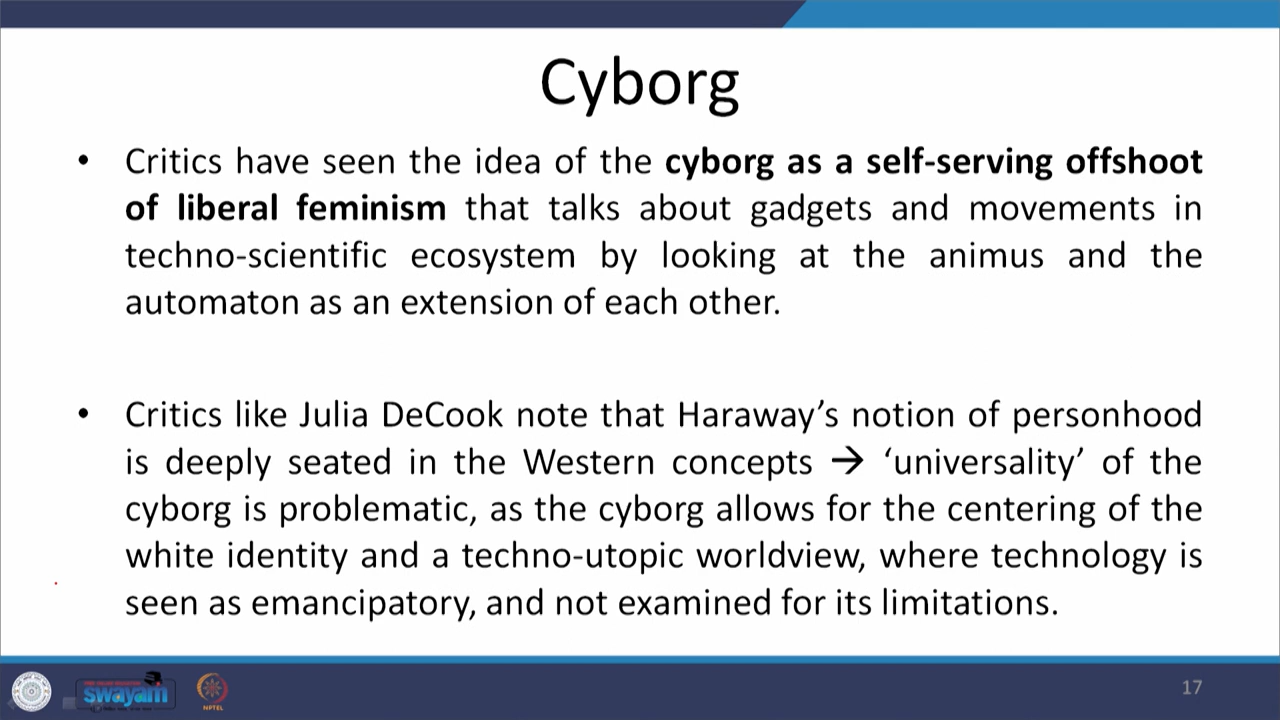 Cyborg
• Critics have seen the idea of the cyborg as a self-serving offshoot
of liberal feminism that talks about gadgets and movements in
techno-scientific ecosystem by looking at the animus and the
automaton as an extension of each other.
• Critics like Julia DeCook note that Haraway’s notion of personhood
is deeply seated in the Western concepts → ‘universality’ of the
cyborg is problematic, as the cyborg allows for the centering of the
white identity and a techno-utopic worldview, where technology is
seen as emancipatory, and not examined for its limitations.
swayam
NPTEL
17